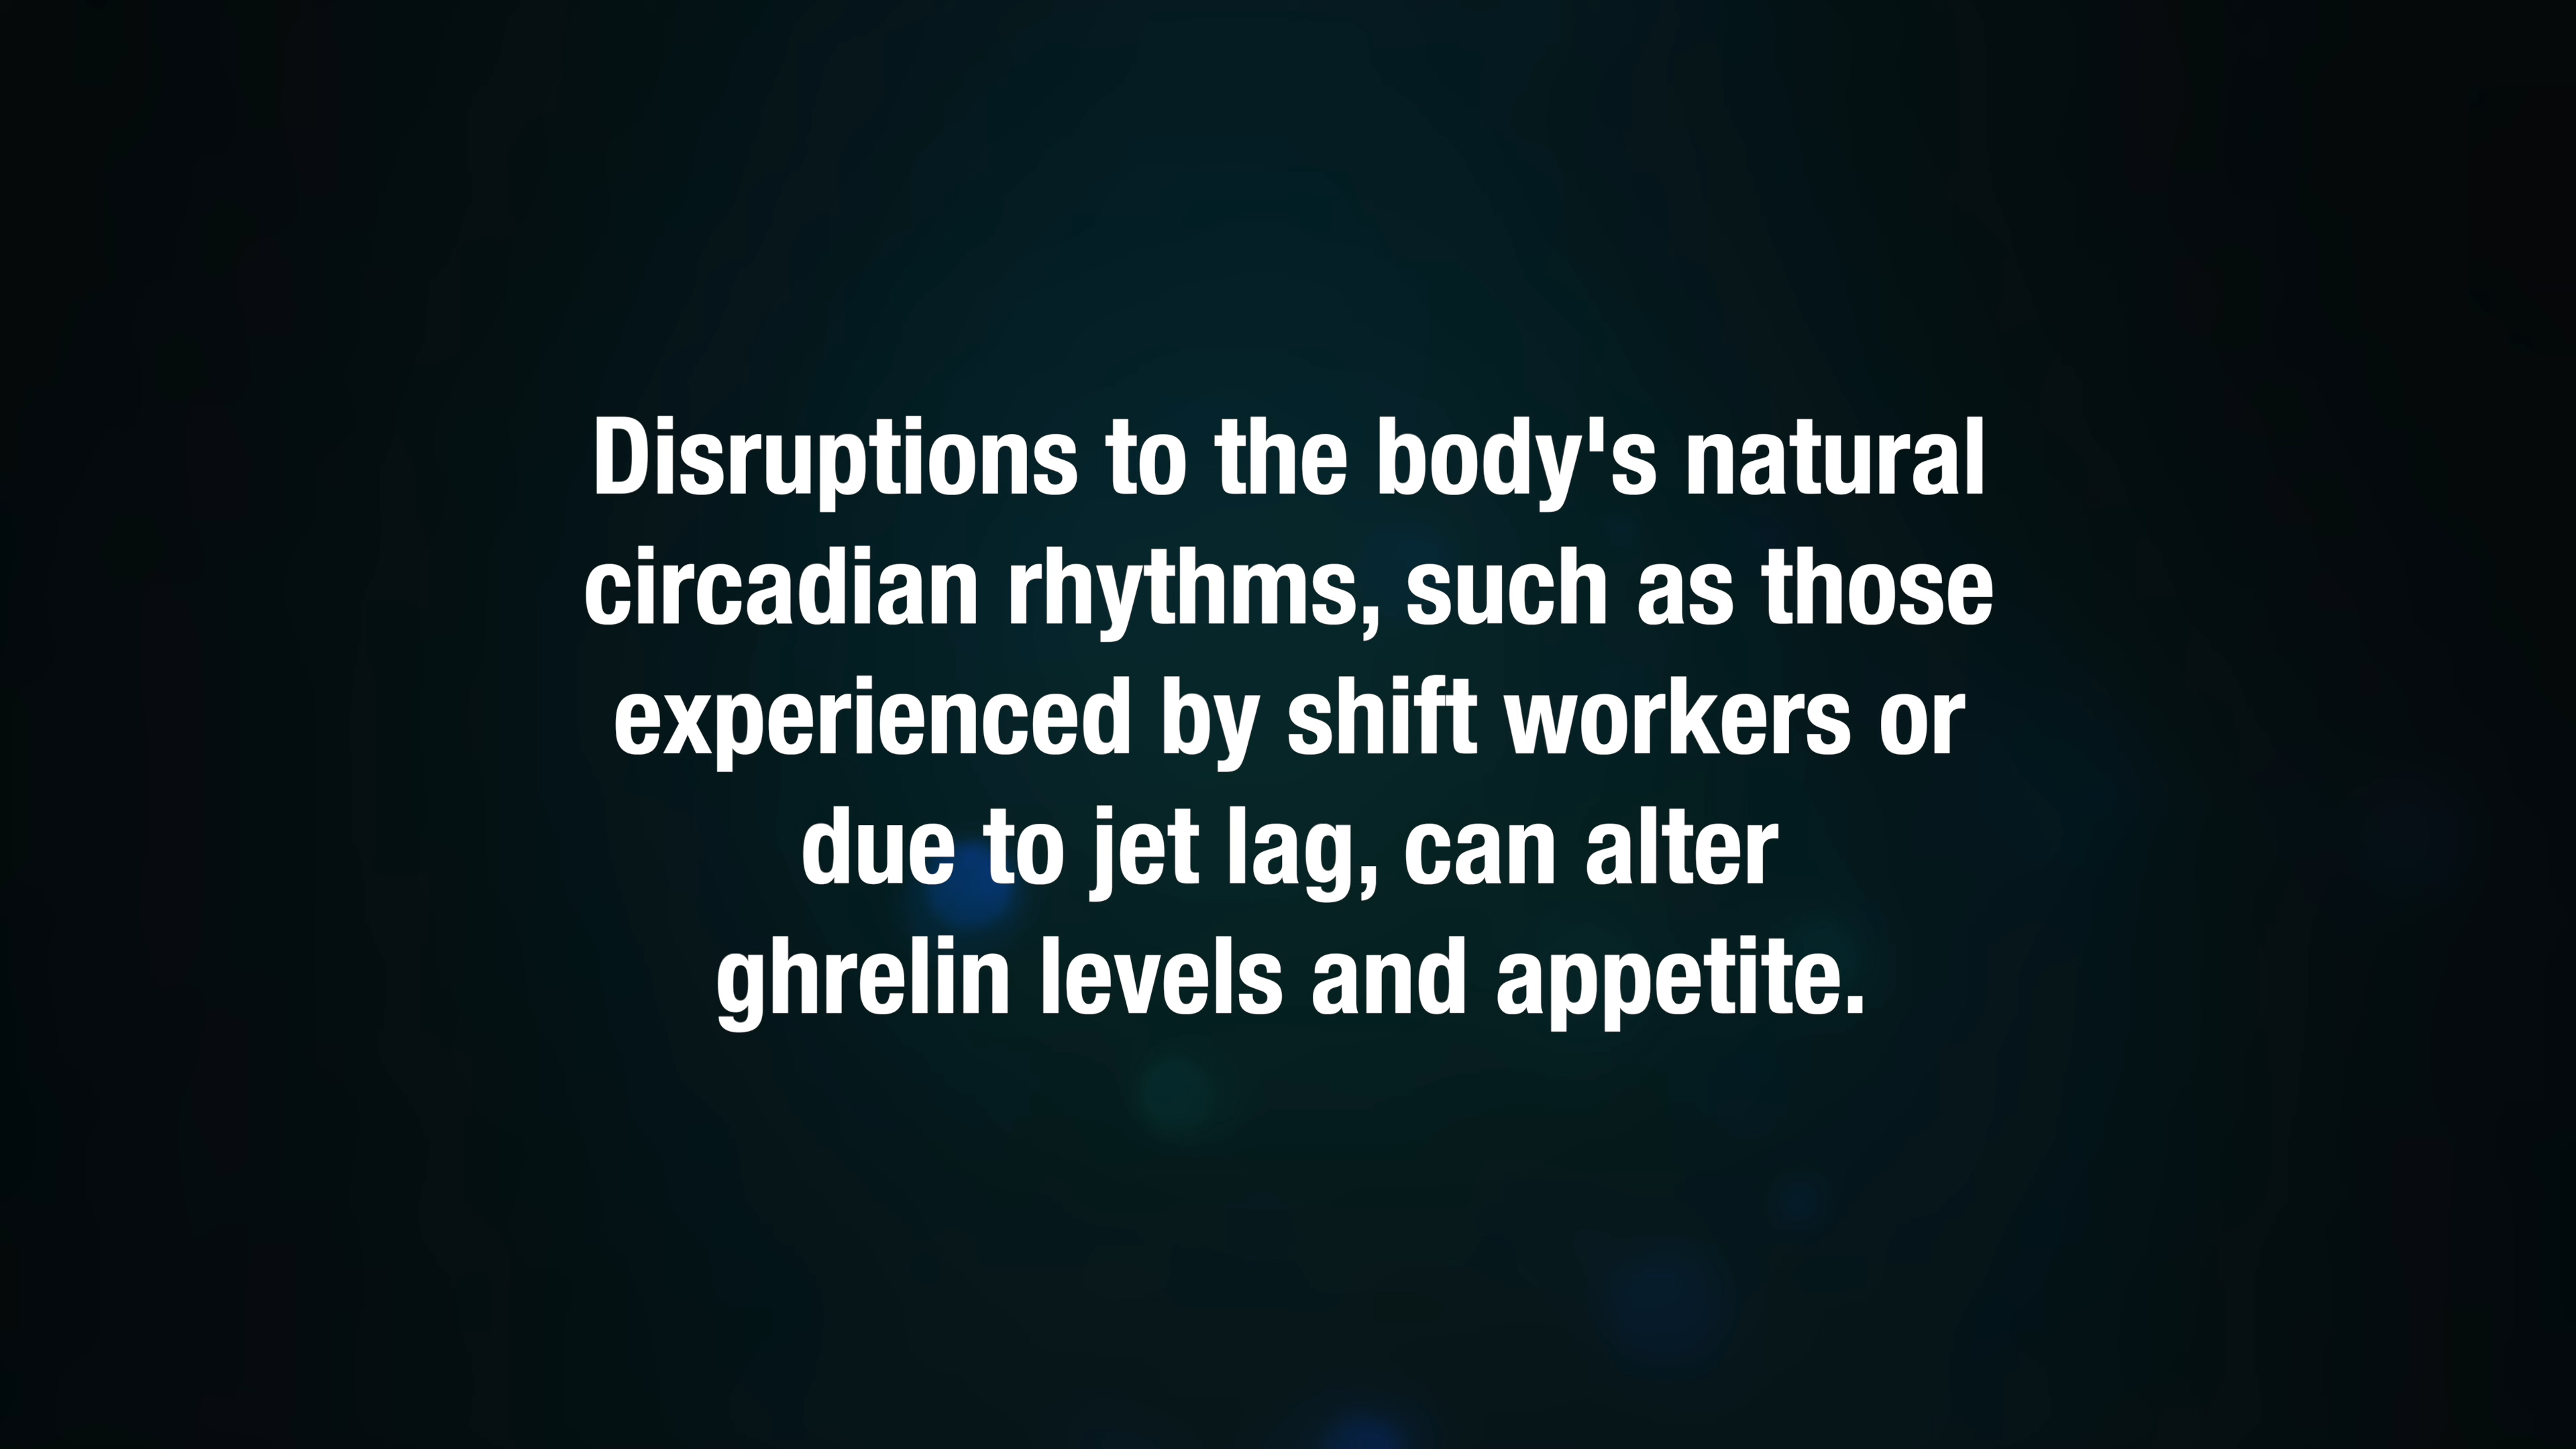 Disruptions to the body's natural
circadian rhythms, such as those
experienced by shift workers or
due to jet lag, can alter
ghrelin levels and appetite.